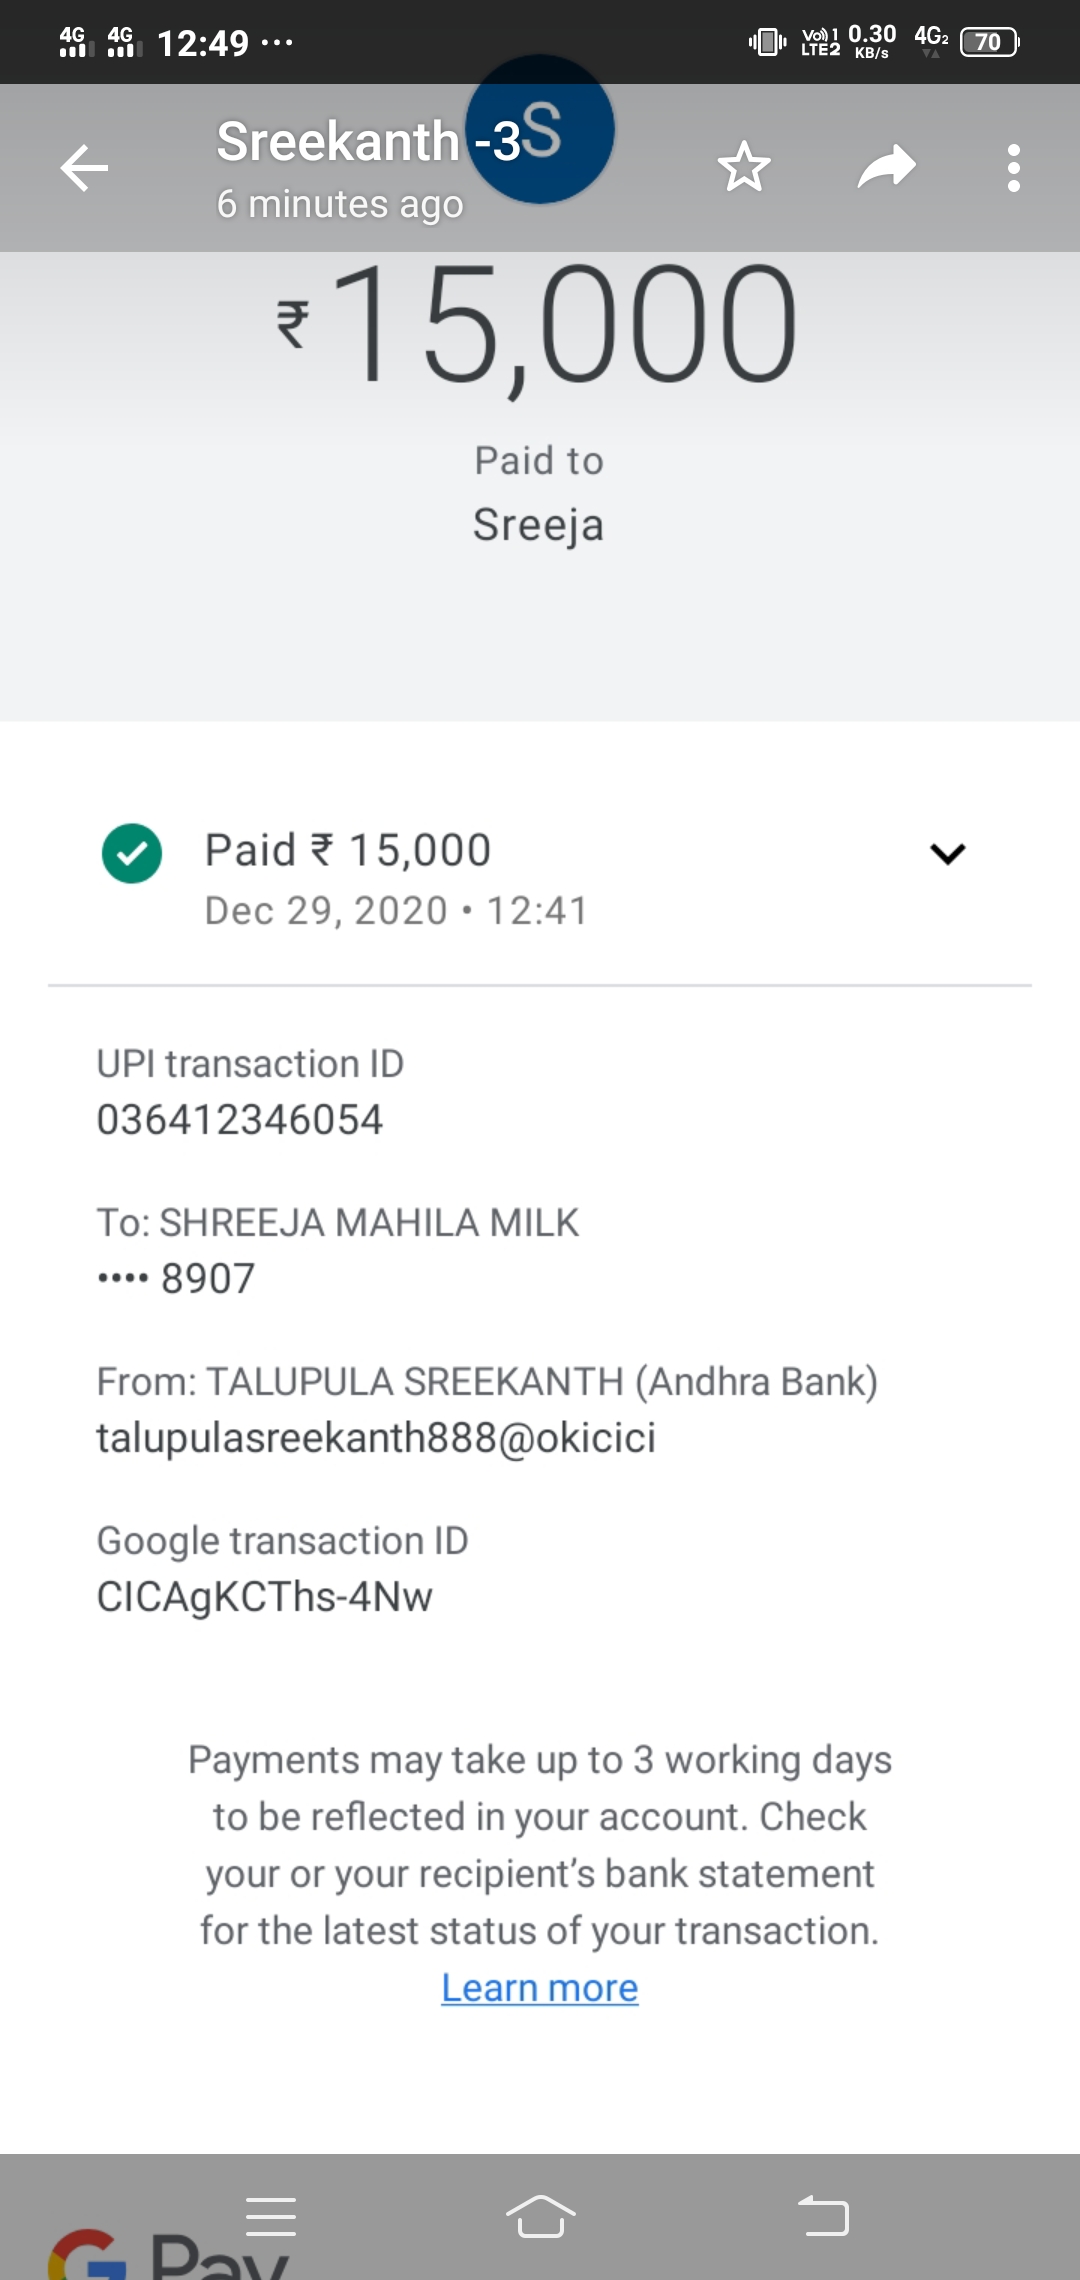 4G 4G 12:49 ... Vo) 1 LTE2 0.30 KB/s 4G2 70
Sreekanth -3
S
6 minutes ago
₹15,000
Paid to
Sreeja
Paid ₹ 15,000
Dec 29, 2020 • 12:41
UPI transaction ID
036412346054
To: SHREEJA MAHILA MILK
•••• 8907
From: TALUPULA SREEKANTH (Andhra Bank)
talupulasreekanth888@okicici
Google transaction ID
CICAgKCThs-4Nw
Payments may take up to 3 working days
to be reflected in your account. Check
your or your recipient's bank statement
for the latest status of your transaction.
Learn more
G Pay